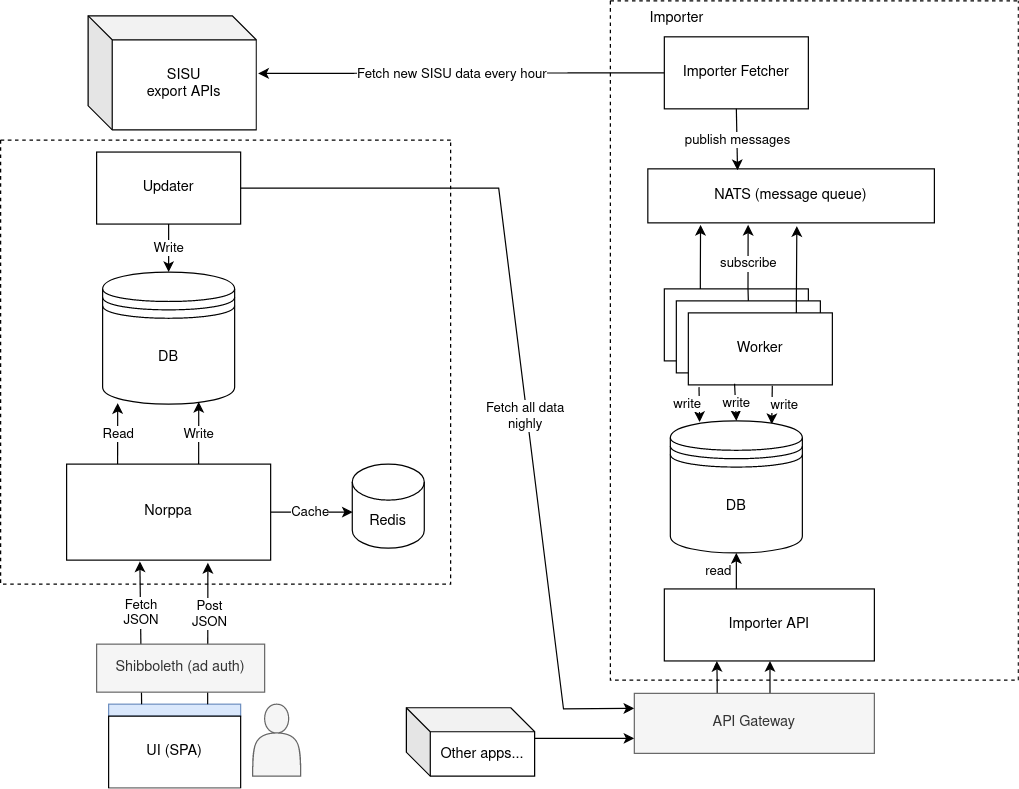 Importer
SISU
export APIs
Fetch new SISU data every hour
Importer Fetcher
publish messages
NATS (message queue)
subscribe
Worker
write
write
write
DB
read
Importer API
API Gateway
Updater
Write
DB
Read
Write
Norppa
Cache
Redis
Fetch
JSON
Post
JSON
Shibboleth (ad auth)
UI (SPA)
Fetch all data
nighly
Other apps...